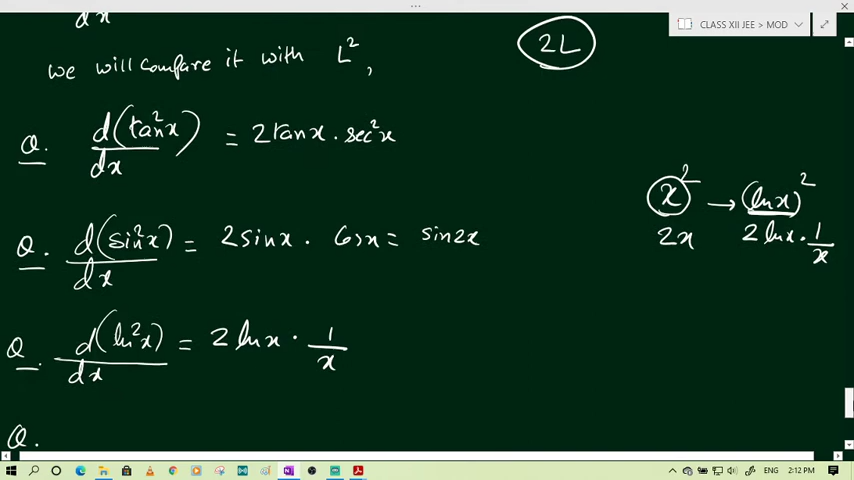 dx
we will compare it with L²,
2L
CLASS XII JEE > MOD
Q. d(tan²x)/dx = 2tanx · sec²x
x² → (lnx)²
2x 2lnx · 1/x
Q. d(sin²x)/dx = 2sinx · Cosx = sin2x
Q. d(ln²x)/dx = 2lnx · 1/x
Q.
ENG 2:12 PM